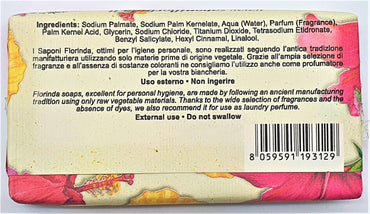 Ingredients: Sodium Palmate, Sodium Palm Kernelate, Aqua (Water), Parfum (Fragrance),
Palm Kernel Acid, Glycerin, Sodium Chloride, Titanium Dioxide, Tetrasodium Etidronate,
Benzyl Salicylate, Hexyl Cinnamal, Linalool.
I Saponi Florinda, ottimi per l'igiene personale, sono realizzati seguendo l'antica tradizione
manifatturiera utilizzando solo materie prime di origine vegetale. Grazie all'ampia selezione di
fragranze e all'assenza di sostanze coloranti ne consigliamo l'utilizzo anche come profumatore
per la vostra biancheria.
Uso esterno • Non ingerire
Florinda soaps, excellent for personal hygiene, are made by following an ancient manufacturing
tradition using only raw vegetable materials. Thanks to the wide selection of fragrances and the
absence of dyes, we also recommend it for use as laundry perfume.
External use • Do not swallow
8 059591 193129